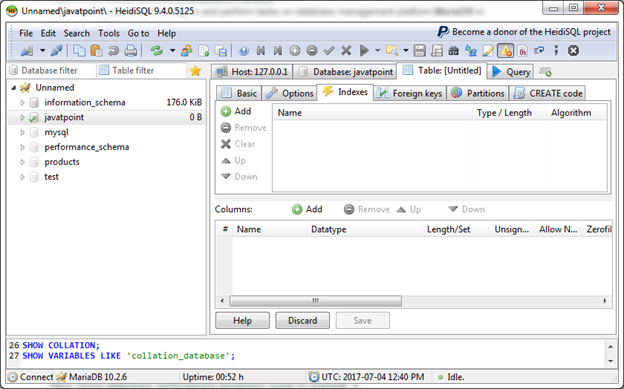 Unnamed\javatpoint\ - HeidiSQL 9.4.0.5125
File Edit Search Tools Go to Help
Become a donor of the HeidiSQL project
Database filter Table filter
Host: 127.0.0.1 Database: javatpoint Table: [Untitled] Query
Unnamed
information_schema 176.0 KiB
javatpoint 0 B
mysql
performance_schema
products
test
Basic Options Indexes Foreign keys Partitions CREATE code
Add
Remove
Clear
Up
Down
Name Type / Length Algorithm
Columns: Add Remove Up Down
# Name Datatype Length/Set Unsign... Allow N... Zerofil
Help Discard Save
26 SHOW COLLATION;
27 SHOW VARIABLES LIKE 'collation_database';
Connect MariaDB 10.2.6 Uptime: 00:52 h UTC: 2017-07-04 12:40 PM Idle.